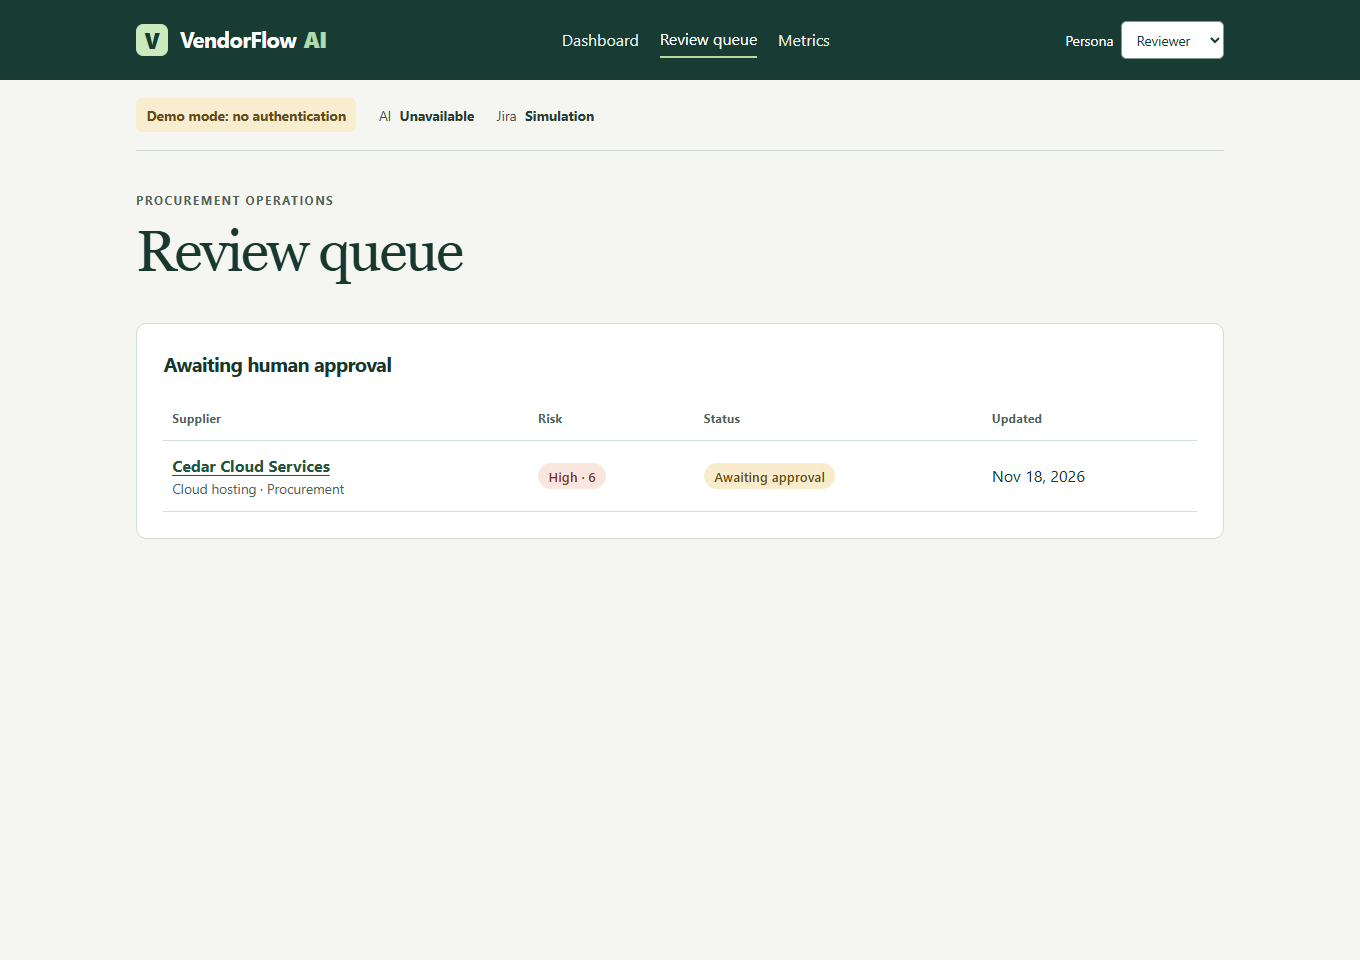 V VendorFlow AI
Dashboard Review queue Metrics
Persona Reviewer
Demo mode: no authentication AI Unavailable Jira Simulation
PROCUREMENT OPERATIONS
Review queue
Awaiting human approval
Supplier Risk Status Updated
Cedar Cloud Services
Cloud hosting · Procurement
High · 6
Awaiting approval
Nov 18, 2026